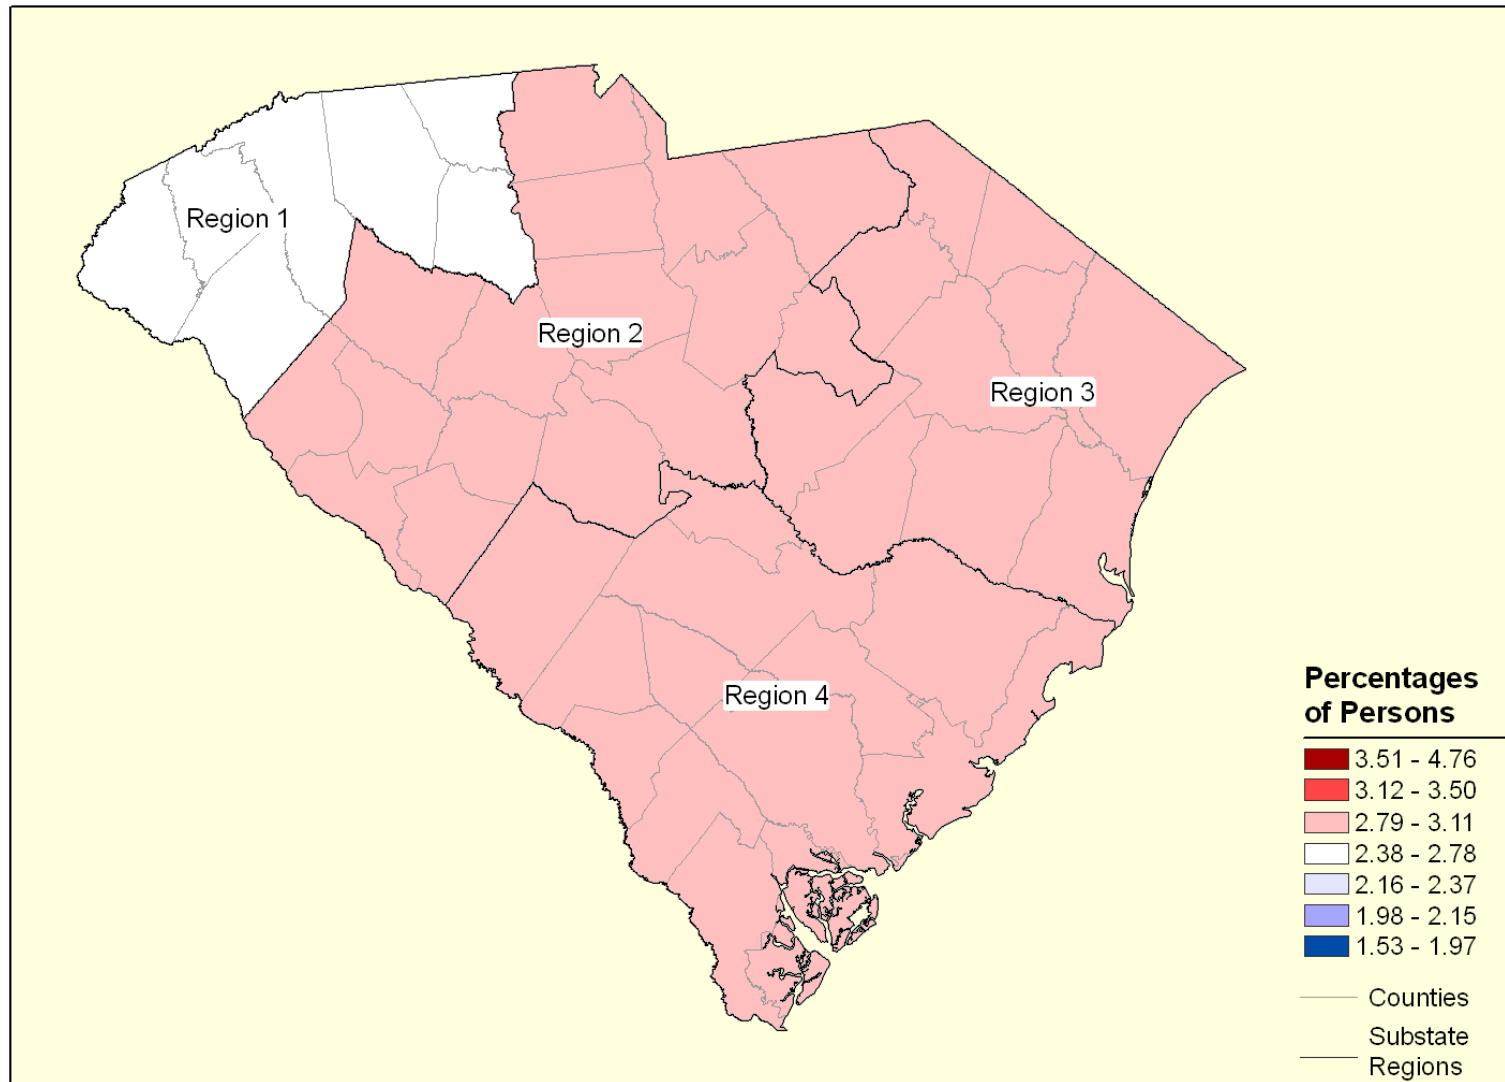 Region 1
Region 2
Region 3
Region 4
Percentages
of Persons
3.51 - 4.76
3.12 - 3.50
2.79 - 3.11
2.38 - 2.78
2.16 - 2.37
1.98 - 2.15
1.53 - 1.97
Counties
Substate
Regions